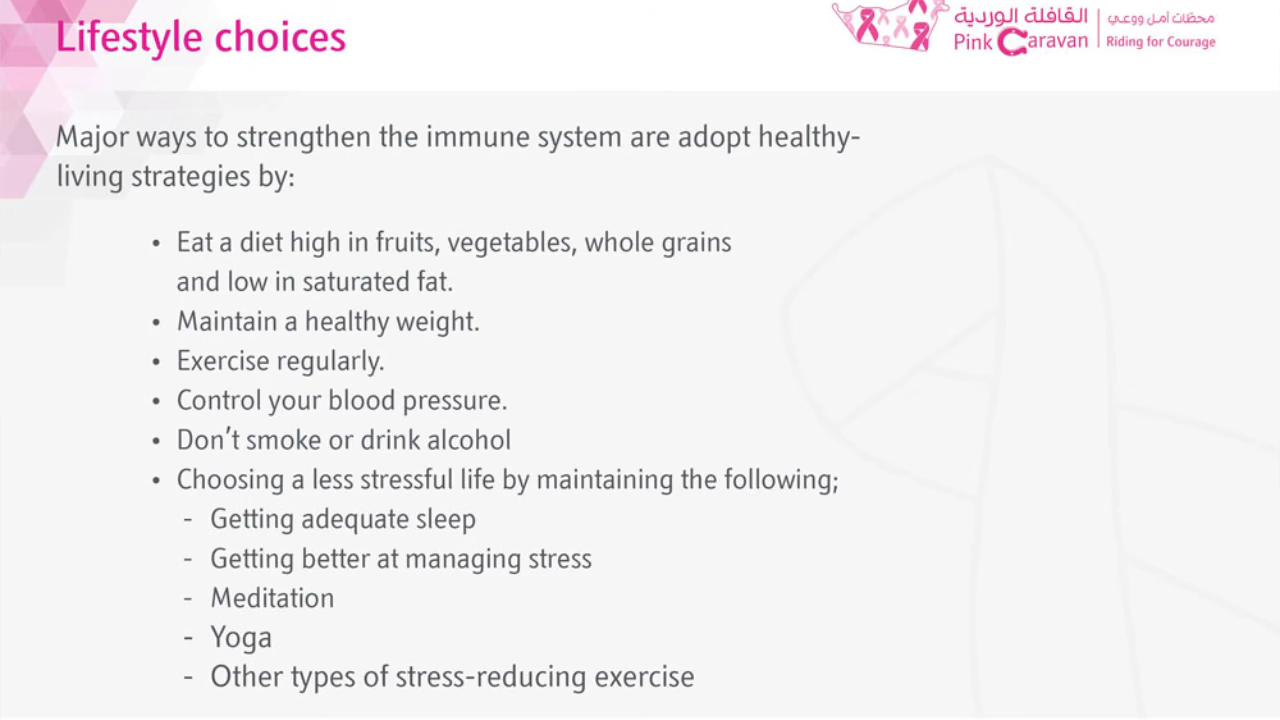 Lifestyle choices
القافلة الوردية
Pink Caravan
محطات أمل ووعي
Riding for Courage
Major ways to strengthen the immune system are adopt healthy-
living strategies by:
• Eat a diet high in fruits, vegetables, whole grains
and low in saturated fat.
• Maintain a healthy weight.
• Exercise regularly.
• Control your blood pressure.
• Don't smoke or drink alcohol
• Choosing a less stressful life by maintaining the following;
- Getting adequate sleep
- Getting better at managing stress
- Meditation
- Yoga
- Other types of stress-reducing exercise